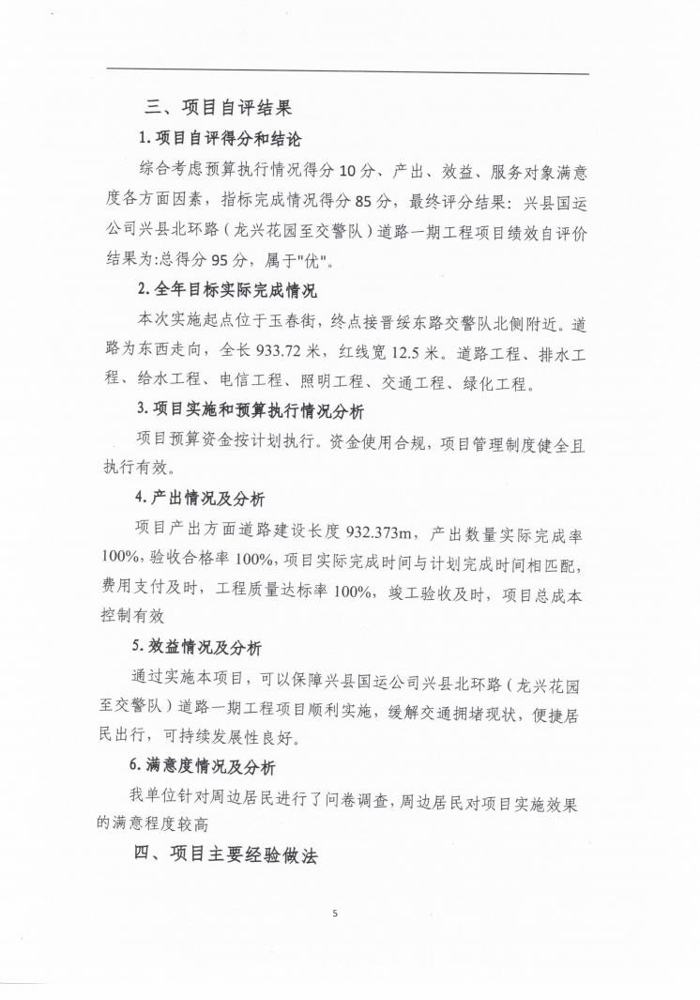 三、项目自评结果
1.项目自评得分和结论
综合考虑预算执行情况得分 10 分、产出、效益、服务对象满意
度各方面因素，指标完成情况得分 85 分，最终评分结果：兴县国运
公司兴县北环路（龙兴花园至交警队）道路一期工程项目绩效自评价
结果为:总得分 95 分，属于"优"。
2.全年目标实际完成情况
本次实施起点位于玉春街，终点接晋绥东路交警队北侧附近。道
路为东西走向，全长 933.72 米，红线宽 12.5 米。道路工程、排水工
程、给水工程、电信工程、照明工程、交通工程、绿化工程。
3.项目实施和预算执行情况分析
项目预算资金按计划执行。资金使用合规，项目管理制度健全且
执行有效。
4.产出情况及分析
项目产出方面道路建设长度 932.373m，产出数量实际完成率
100%,验收合格率 100%,项目实际完成时间与计划完成时间相匹配,
费用支付及时，工程质量达标率 100%，竣工验收及时，项目总成本
控制有效
5.效益情况及分析
通过实施本项目，可以保障兴县国运公司兴县北环路（龙兴花园
至交警队）道路一期工程项目顺利实施，缓解交通拥堵现状，便捷居
民出行，可持续发展性良好。
6.满意度情况及分析
我单位针对周边居民进行了问卷调查,周边居民对项目实施效果
的满意程度较高
四、项目主要经验做法
5